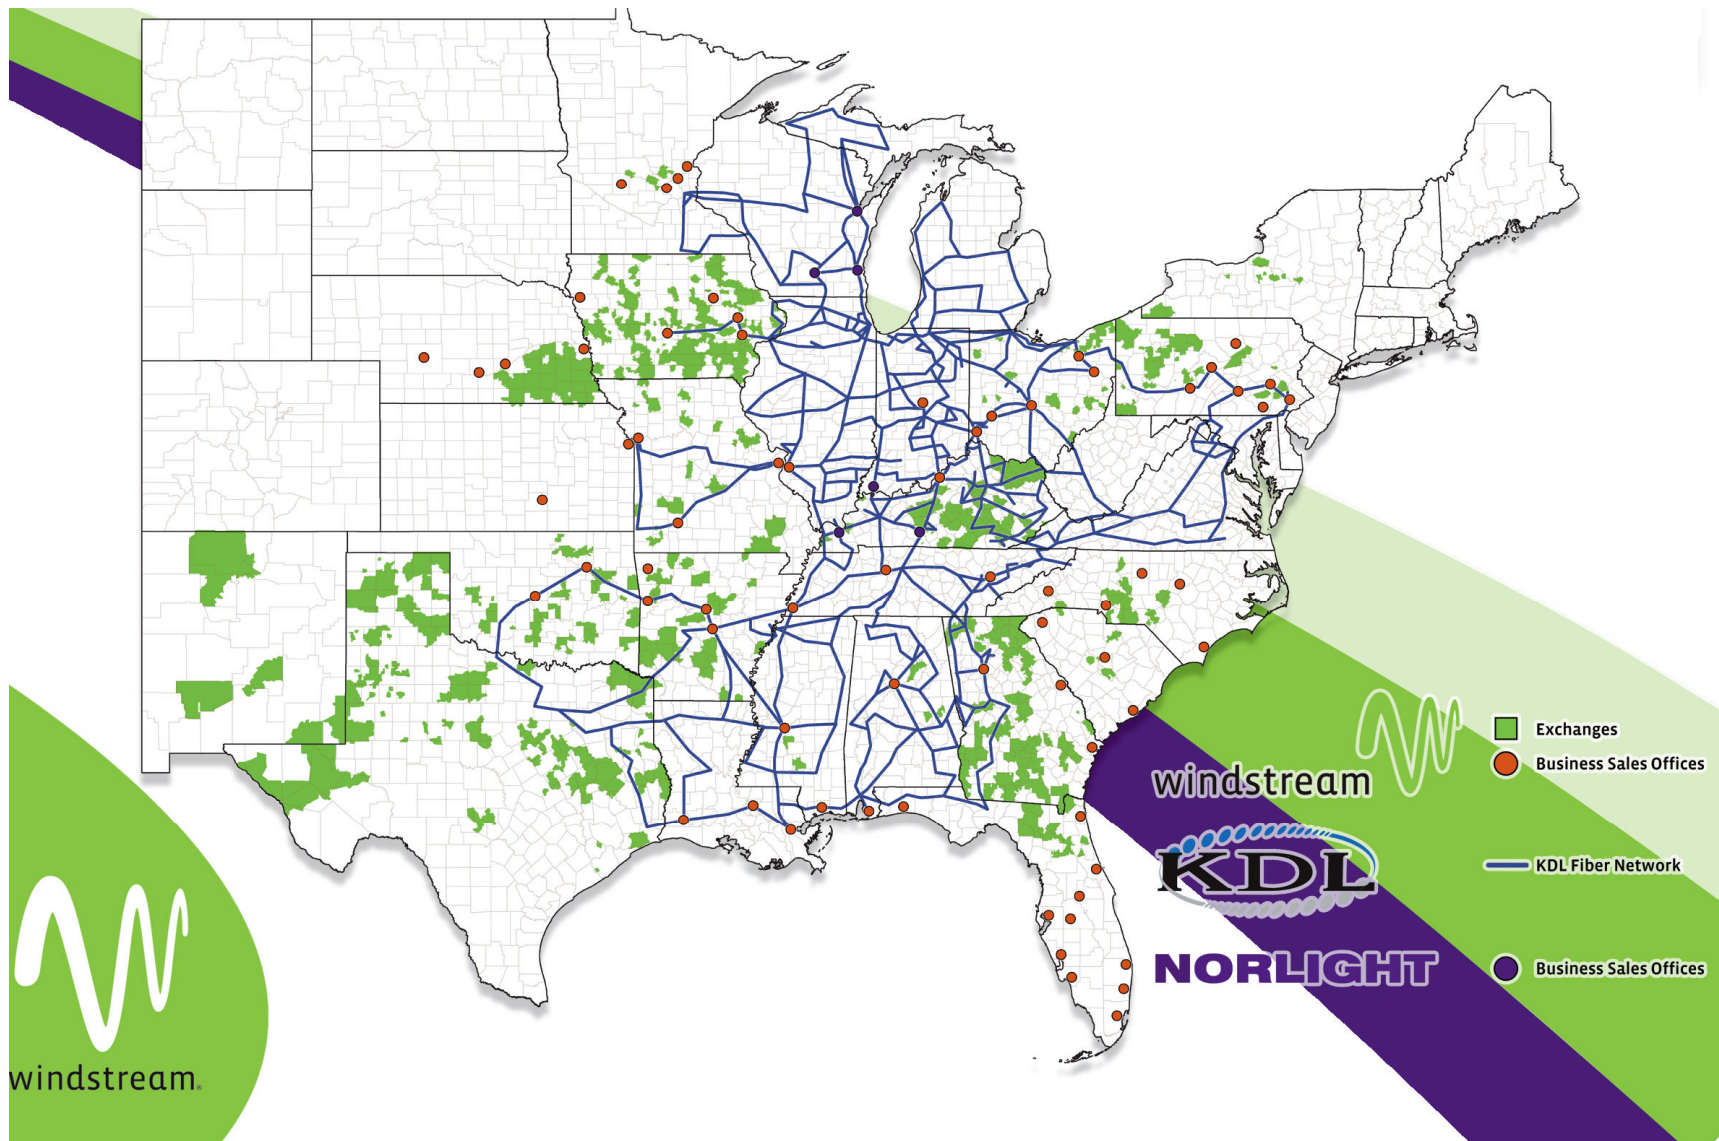 Exchanges
Business Sales Offices
windstream
KDL
KDL Fiber Network
NORLIGHT
Business Sales Offices
windstream.